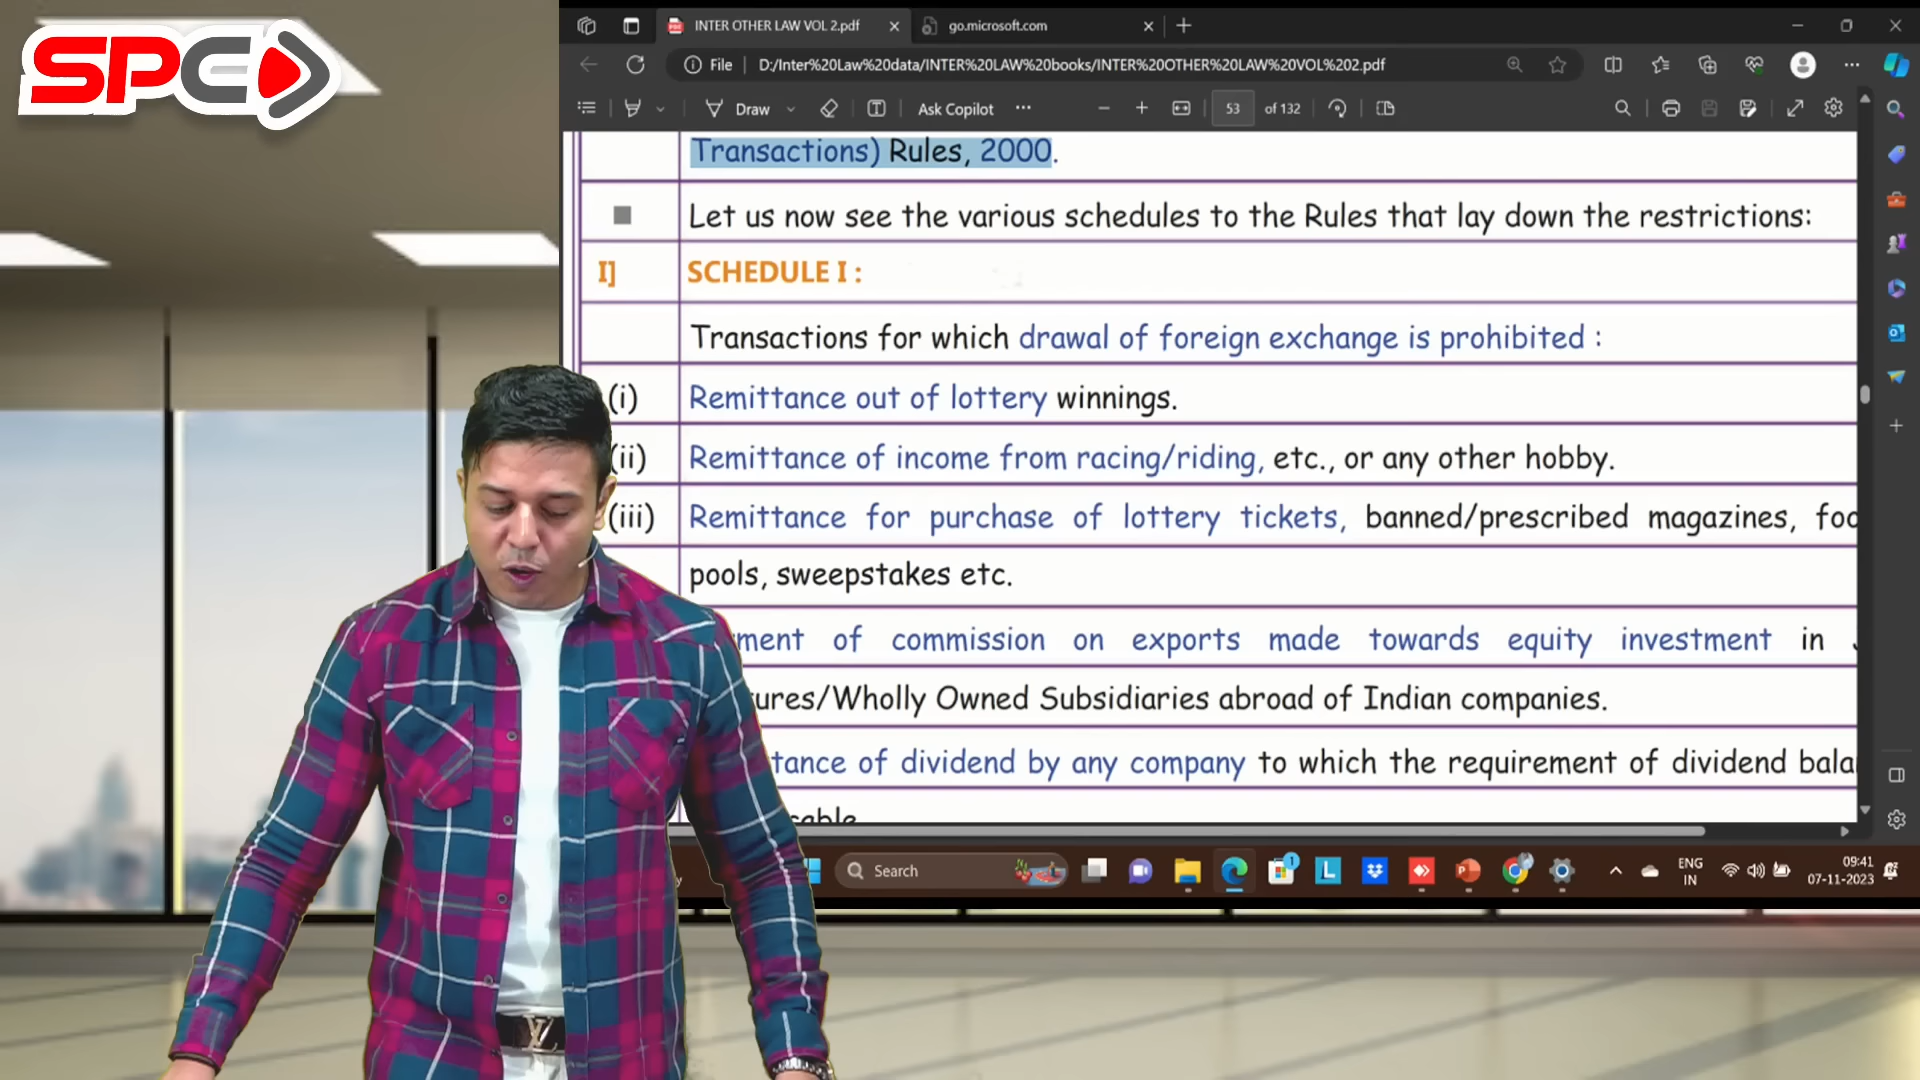 SPC
INTER OTHER LAW VOL 2.pdf
go.microsoft.com
File
D:/Inter%20Law%20data/INTER%20LAW%20books/INTER%20OTHER%20LAW%20VOL%202.pdf
Draw
Ask Copilot
53 of 132
Transactions) Rules, 2000.
Let us now see the various schedules to the Rules that lay down the restrictions:
I] SCHEDULE I :
Transactions for which drawal of foreign exchange is prohibited :
(i) Remittance out of lottery winnings.
(ii) Remittance of income from racing/riding, etc., or any other hobby.
(iii) Remittance for purchase of lottery tickets, banned/prescribed magazines,
pools, sweepstakes etc.
of commission on exports made towards equity investment in
Wholly Owned Subsidiaries abroad of Indian companies.
of dividend by any company to which the requirement of dividend
Search
1
L
P
ENG
IN
09:41
07-11-2023
LV